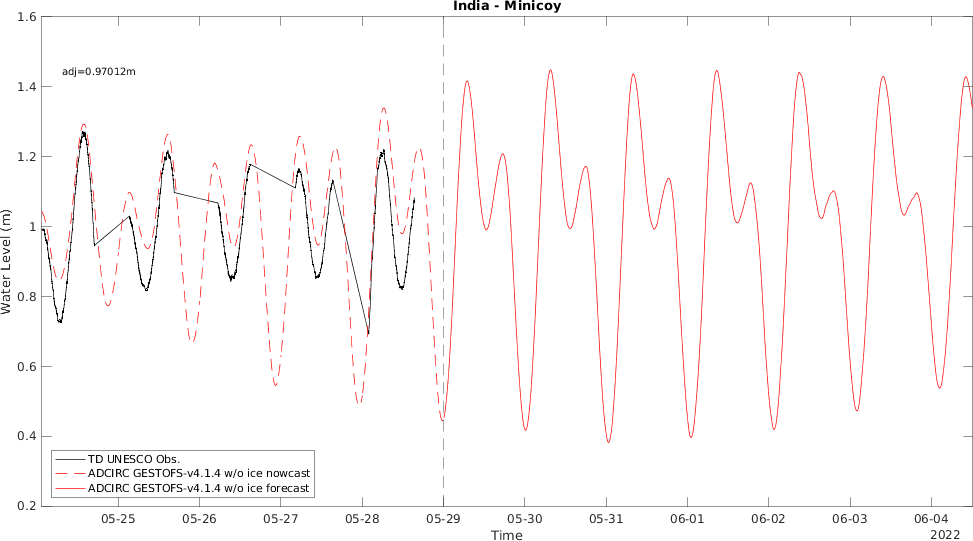 India - Minicoy
1.6
1.4
1.2
1
0.8
0.6
0.4
0.2
Water Level (m)
adj=0.97012m
TD UNESCO Obs.
ADCIRC GESTOFS-v4.1.4 w/o ice nowcast
ADCIRC GESTOFS-v4.1.4 w/o ice forecast
05-25 05-26 05-27 05-28 05-29 05-30 05-31 06-01 06-02 06-03 06-04
Time
2022